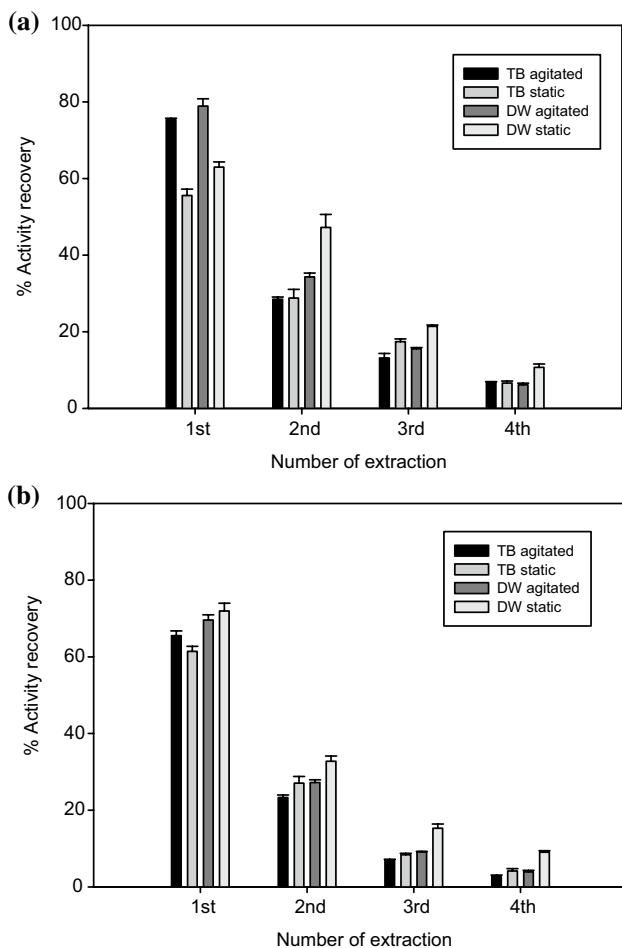 (a)
100
80
60
40
20
0
% Activity recovery
TB agitated
TB static
DW agitated
DW static
1st 2nd 3rd 4th
Number of extraction
(b)
100
80
60
40
20
0
% Activity recovery
TB agitated
TB static
DW agitated
DW static
1st 2nd 3rd 4th
Number of extraction